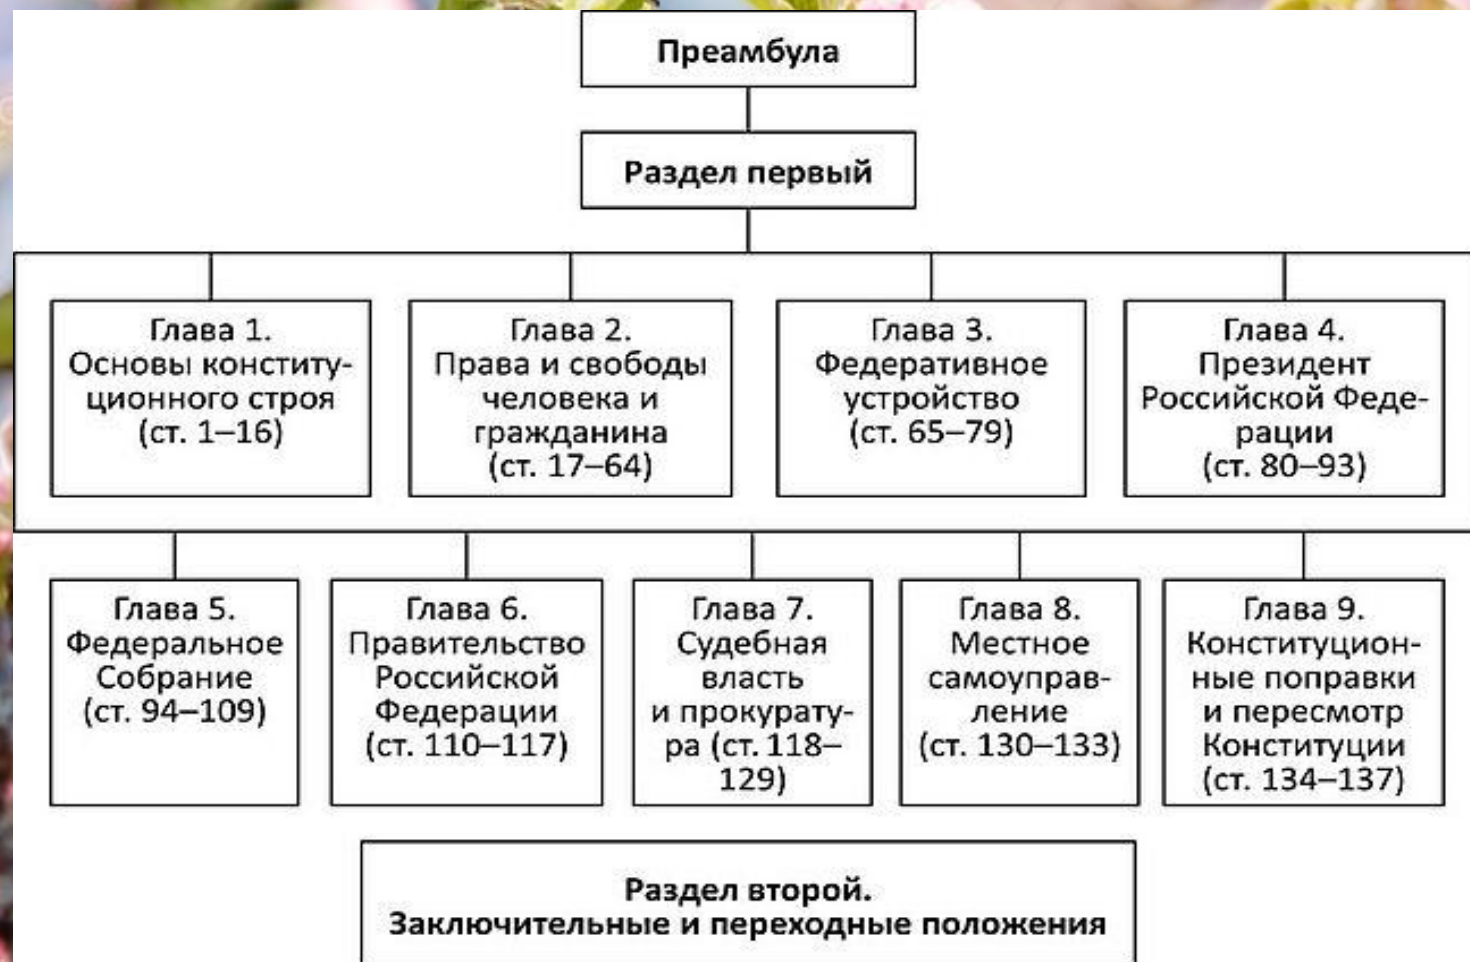 Преамбула
Раздел первый
Глава 1.
Основы конститу-
ционного строя
(ст. 1–16)
Глава 2.
Права и свободы
человека и
гражданина
(ст. 17–64)
Глава 3.
Федеративное
устройство
(ст. 65–79)
Глава 4.
Президент
Российской Феде-
рации
(ст. 80–93)
Глава 5.
Федеральное
Собрание
(ст. 94–109)
Глава 6.
Правительство
Российской
Федерации
(ст. 110–117)
Глава 7.
Судебная
власть
и прокурату-
ра (ст. 118–
129)
Глава 8.
Местное
самоуправ-
ление
(ст. 130–133)
Глава 9.
Конституцион-
ные поправки
и пересмотр
Конституции
(ст. 134–137)
Раздел второй.
Заключительные и переходные положения